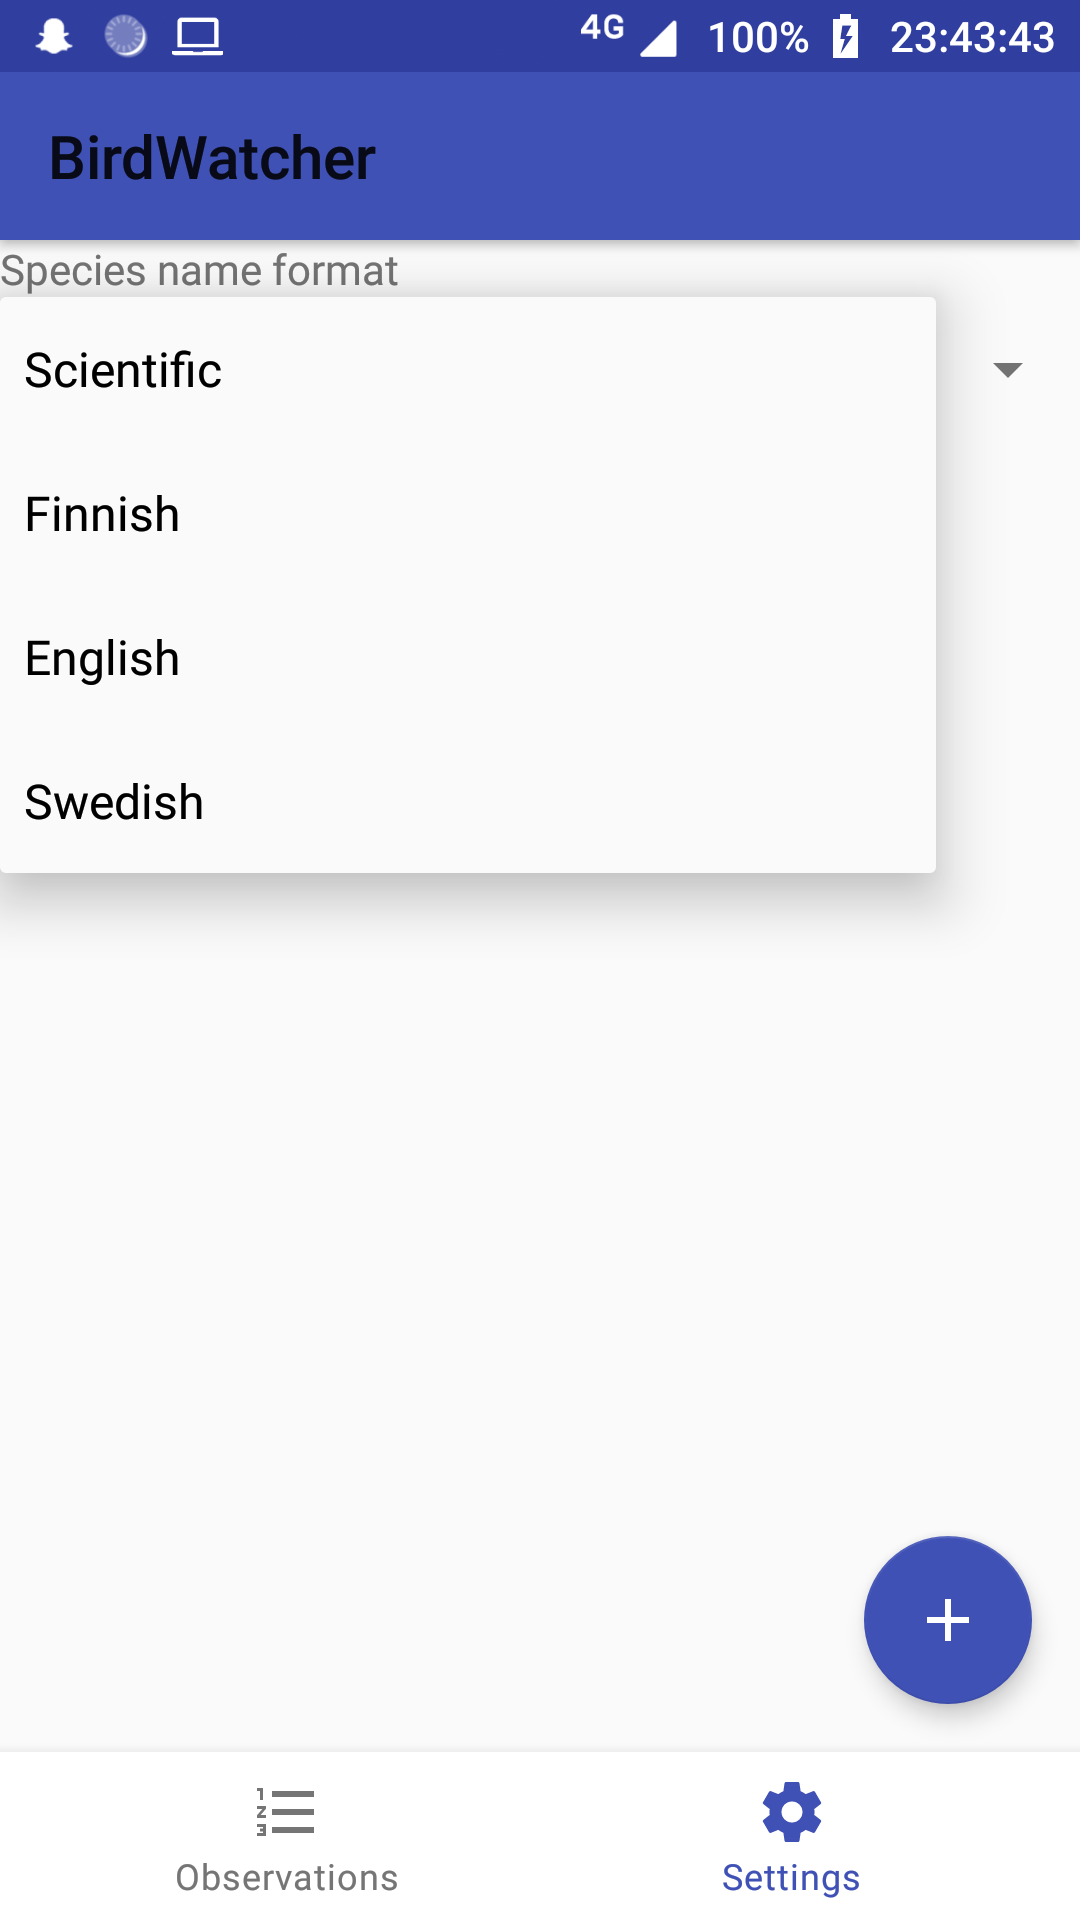 4G 100% 23:43:43
BirdWatcher
Species name format
Scientific
Finnish
English
Swedish
Observations
Settings